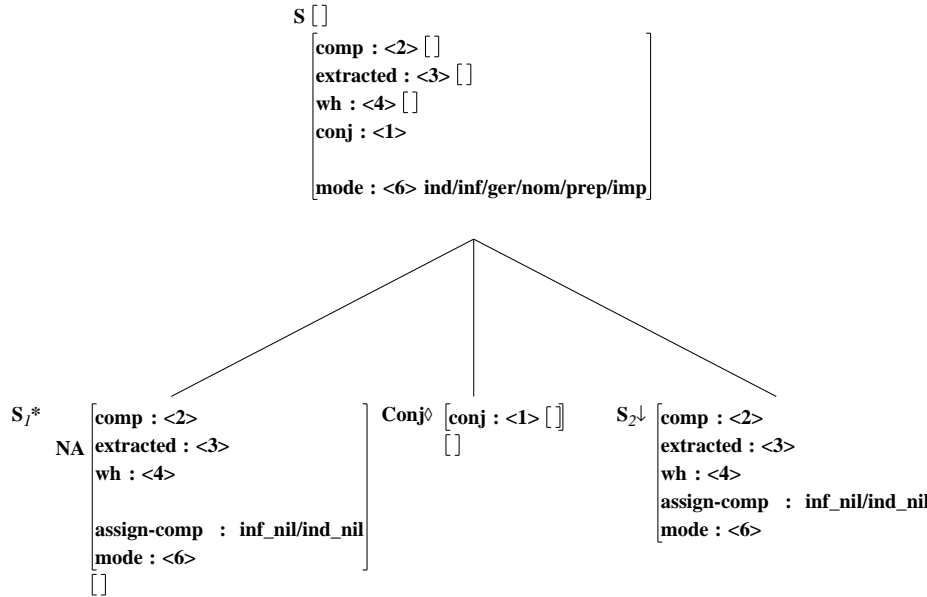 S []
comp : <2> []
extracted : <3> []
wh : <4> []
conj : <1>
mode : <6> ind/inf/ger/nom/prep/imp
S1*
NA
comp : <2>
extracted : <3>
wh : <4>
assign-comp : inf_nil/ind_nil
mode : <6>
[]
Conj◊
conj : <1> []
[]
S2↓
comp : <2>
extracted : <3>
wh : <4>
assign-comp : inf_nil/ind_nil
mode : <6>